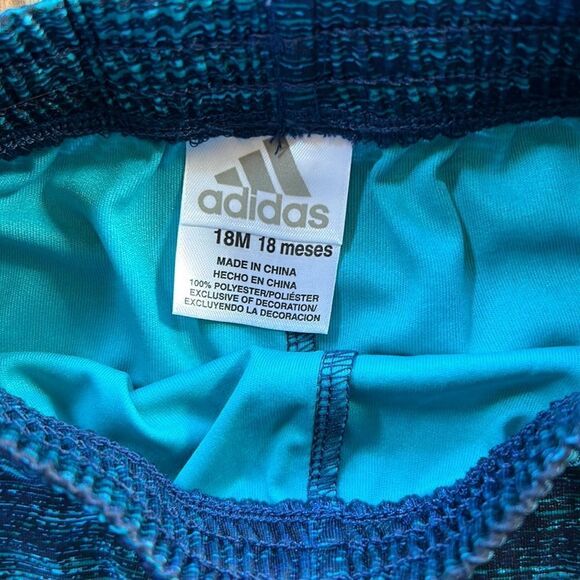 adidas
18M 18 meses
MADE IN CHINA
HECHO EN CHINA
100% POLYESTER/POLIÉSTER
EXCLUSIVE OF DECORATION/
EXCLUYENDO LA DECORACION